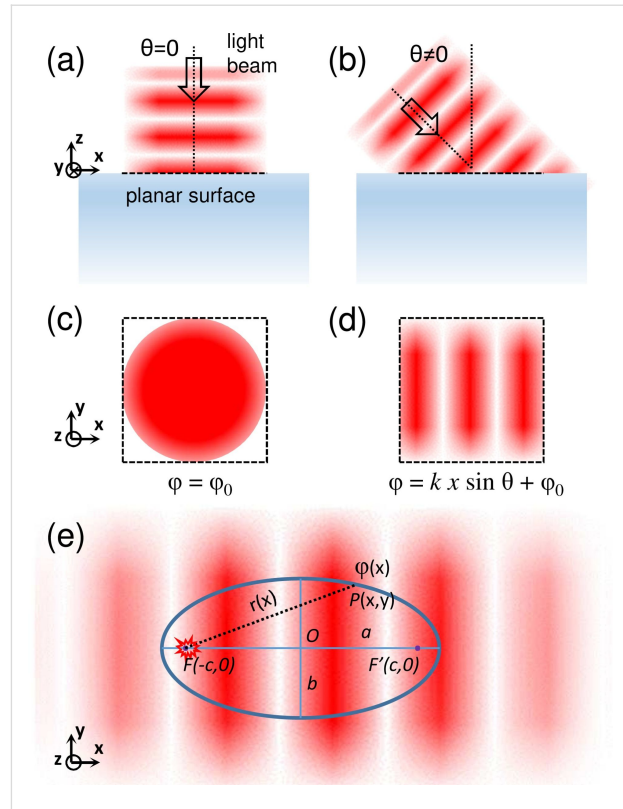 (a)
θ=0
light
beam
z
y
x
planar surface
(b)
θ≠0
(c)
y
z
x
φ = φ0
(d)
φ = k x sin θ + φ0
(e)
φ(x)
r(x)
P(x,y)
O
a
F(-c,0)
F'(c,0)
b
y
z
x